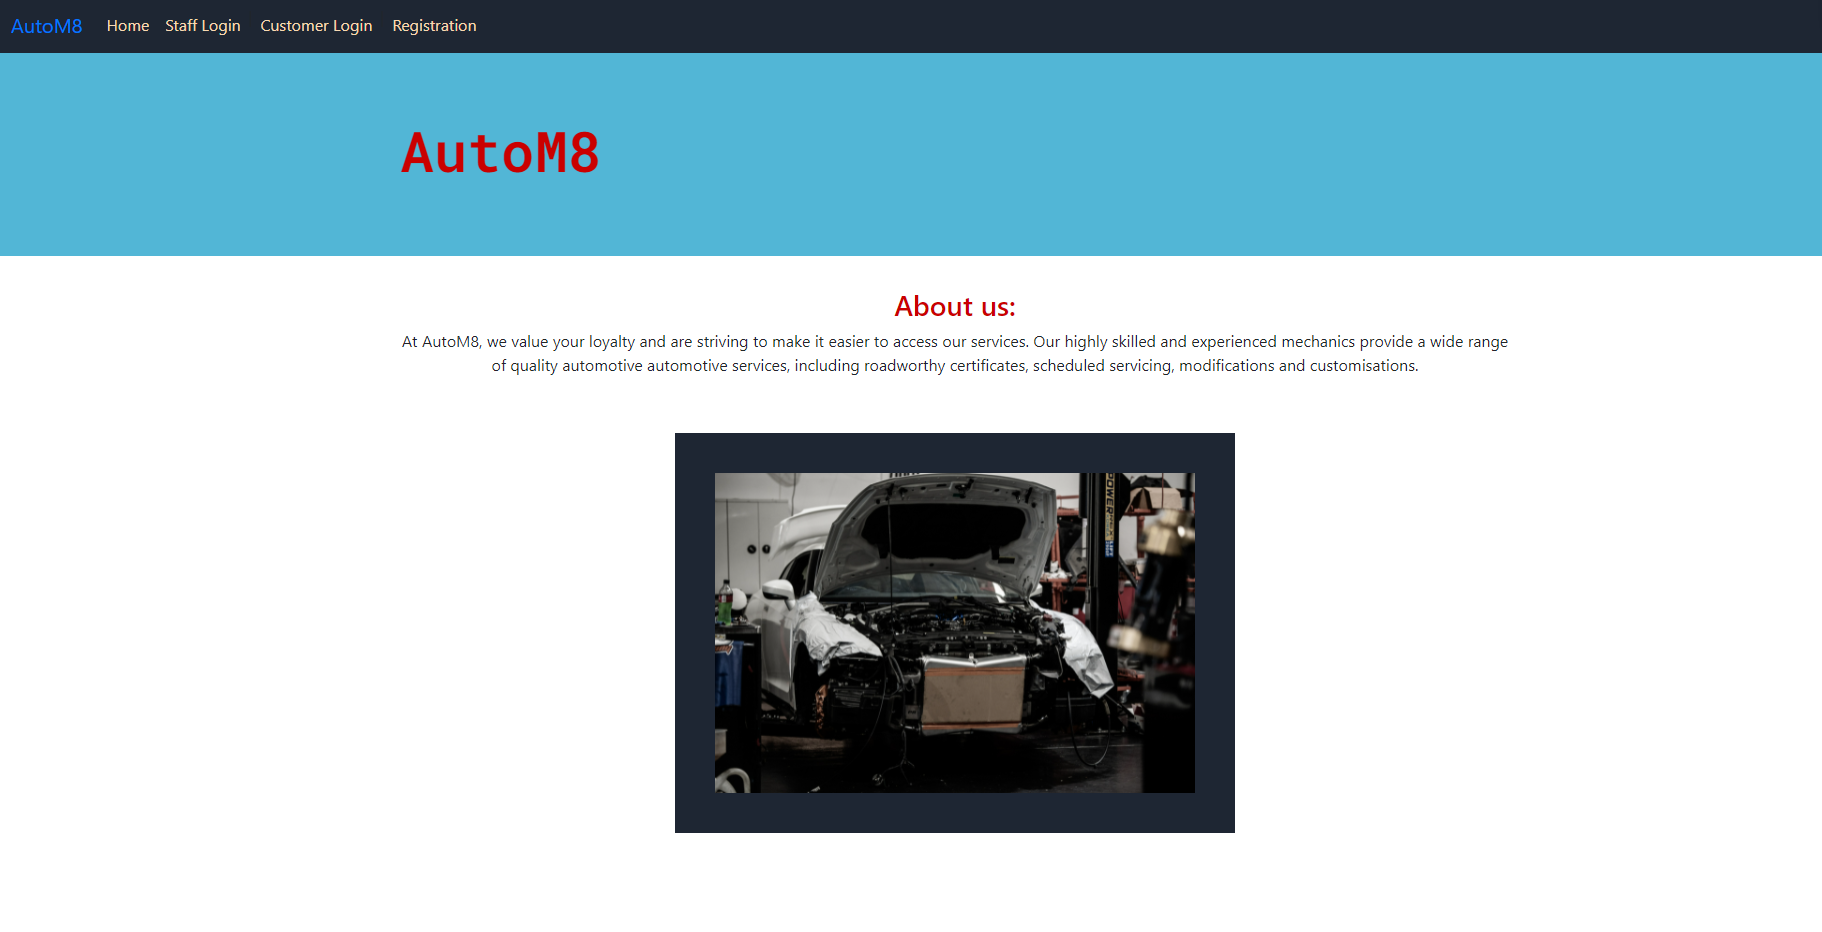 AutoM8 Home Staff Login Customer Login Registration
AutoM8
About us:
At AutoM8, we value your loyalty and are striving to make it easier to access our services. Our highly skilled and experienced mechanics provide a wide range
of quality automotive automotive services, including roadworthy certificates, scheduled servicing, modifications and customisations.
POWER